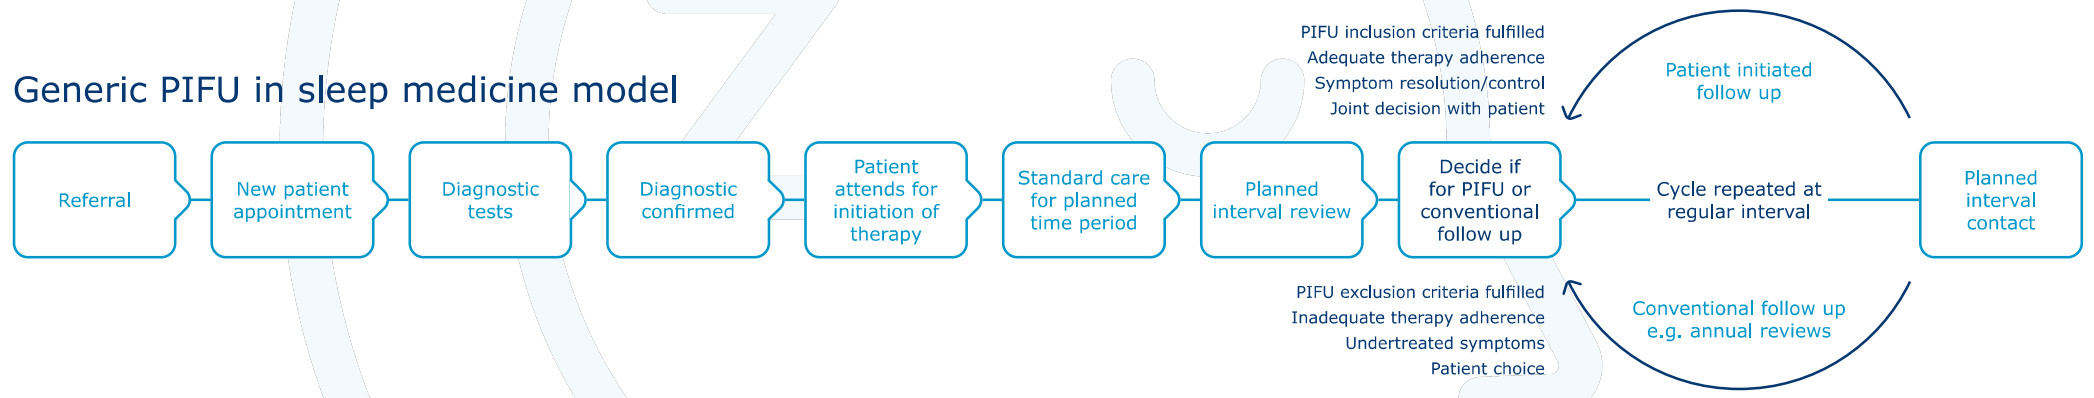 Generic PIFU in sleep medicine model
Referral
New patient
appointment
Diagnostic
tests
Diagnostic
confirmed
Patient
attends for
initiation of
therapy
Standard care
for planned
time period
Planned
interval review
PIFU inclusion criteria fulfilled
Adequate therapy adherence
Symptom resolution/control
Joint decision with patient
Decide if
for PIFU or
conventional
follow up
PIFU exclusion criteria fulfilled
Inadequate therapy adherence
Undertreated symptoms
Patient choice
Patient initiated
follow up
Cycle repeated at
regular interval
Conventional follow up
e.g. annual reviews
Planned
interval
contact